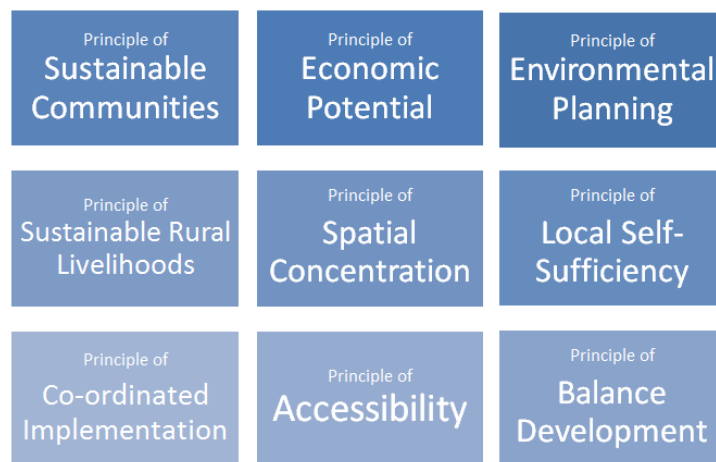 Principle of
Sustainable
Communities
Principle of
Economic
Potential
Principle of
Environmental
Planning
Principle of
Sustainable Rural
Livelihoods
Principle of
Spatial
Concentration
Principle of
Local Self-
Sufficiency
Principle of
Co-ordinated
Implementation
Principle of
Accessibility
Principle of
Balance
Development